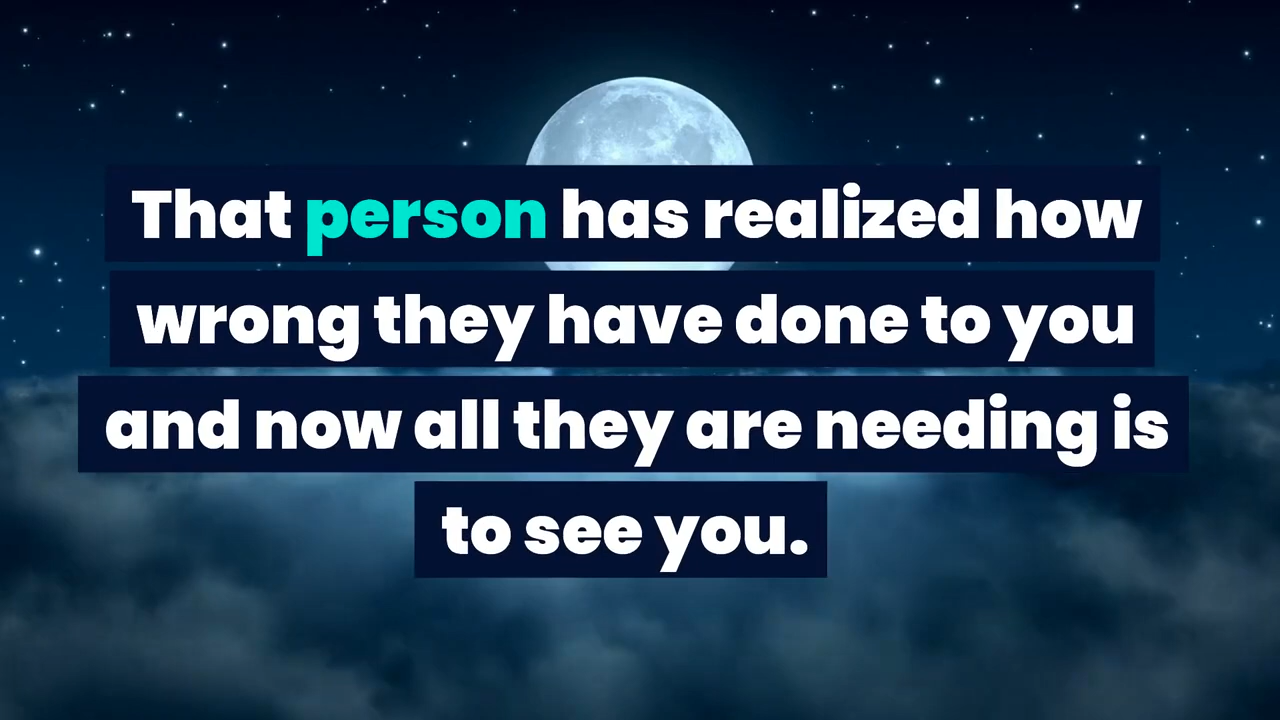 That person has realized how
wrong they have done to you
and now all they are needing is
to see you.